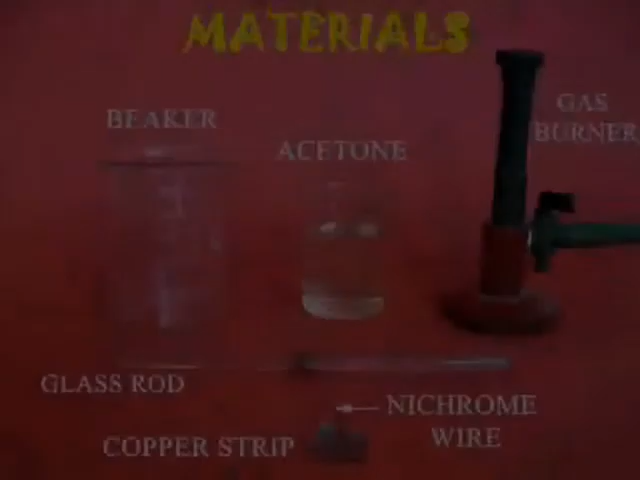 MATERIALS
BEAKER
ACETONE
GAS
BURNER
GLASS ROD
NICHROME
WIRE
COPPER STRIP